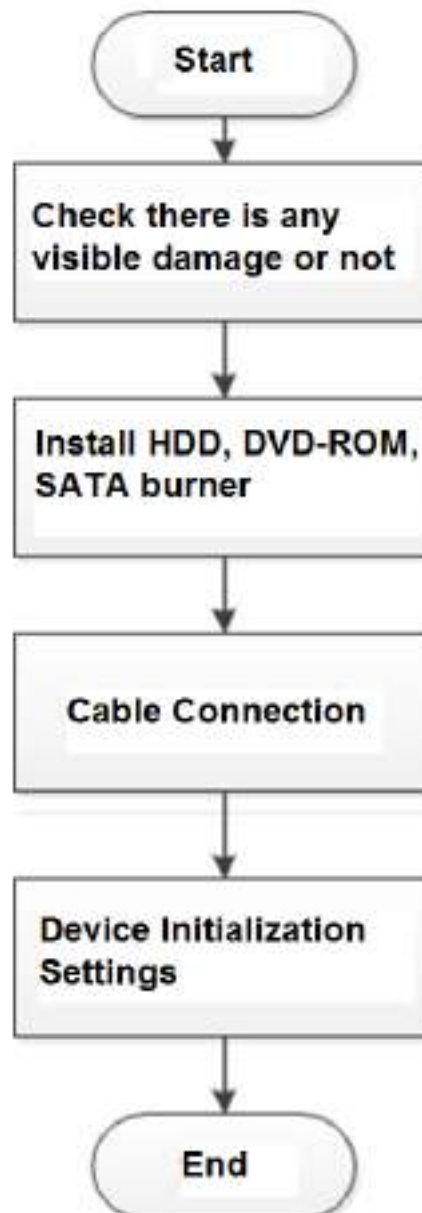 Start
Check there is any
visible damage or not
Install HDD, DVD-ROM,
SATA burner
Cable Connection
Device Initialization
Settings
End